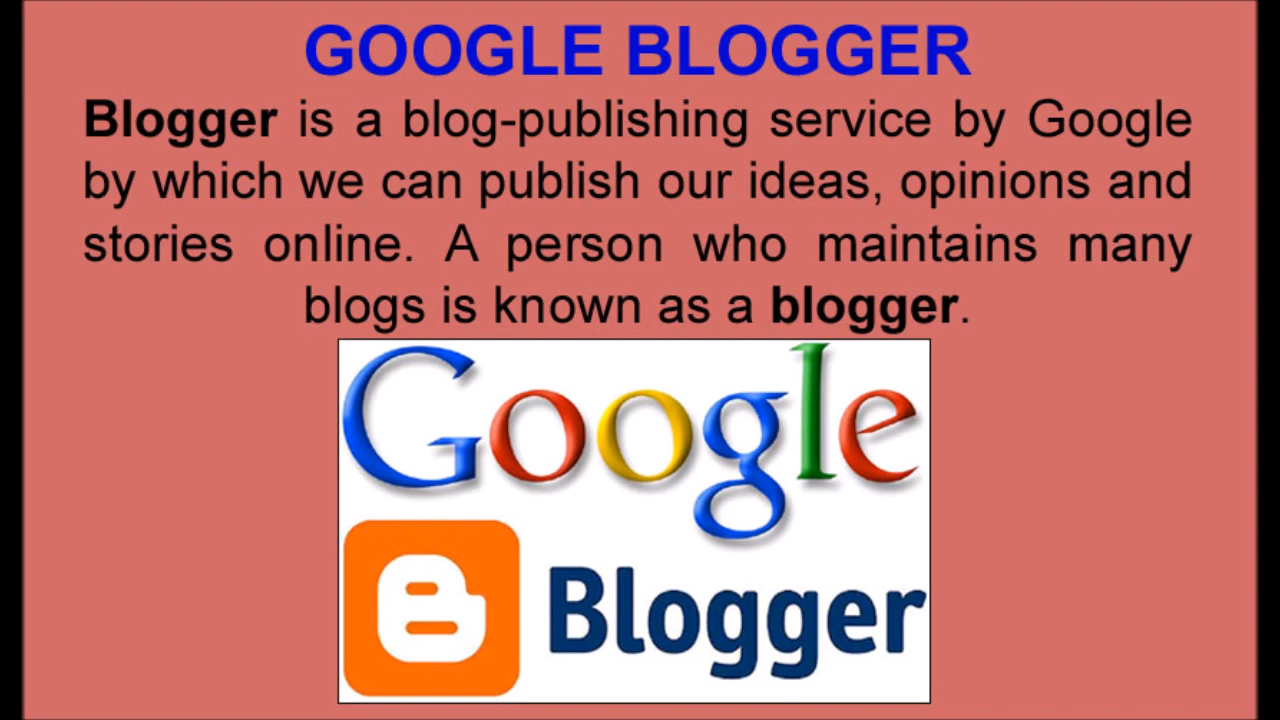 GOOGLE BLOGGER
Blogger is a blog-publishing service by Google
by which we can publish our ideas, opinions and
stories online. A person who maintains many
blogs is known as a blogger.
Google
B Blogger